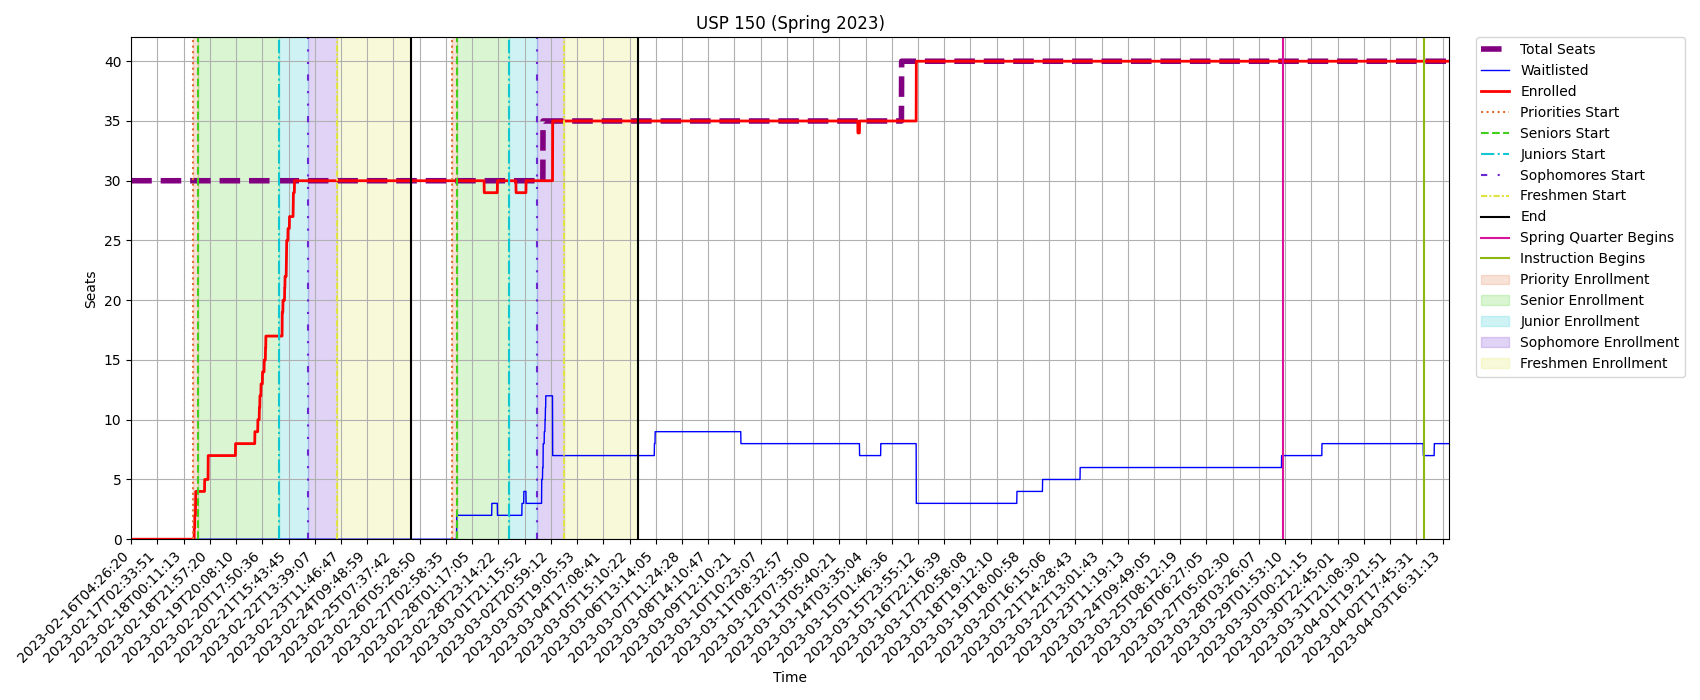 USP 150 (Spring 2023)
Seats
40
35
30
25
20
15
10
5
0
2023-02-16T04:26:20
2023-02-17T02:33:51
2023-02-18T00:11:13
2023-02-18T21:57:20
2023-02-19T20:08:10
2023-02-20T17:50:36
2023-02-21T15:43:45
2023-02-22T13:39:07
2023-02-23T11:46:47
2023-02-24T09:48:59
2023-02-25T07:37:42
2023-02-26T05:28:50
2023-02-27T02:58:35
2023-02-28T01:17:05
2023-02-28T23:14:22
2023-03-01T21:15:52
2023-03-02T20:59:12
2023-03-03T19:05:53
2023-03-04T17:08:41
2023-03-05T15:10:22
2023-03-06T13:14:05
2023-03-07T11:24:28
2023-03-08T14:10:47
2023-03-09T12:10:21
2023-03-10T10:23:07
2023-03-11T08:32:57
2023-03-12T07:35:00
2023-03-13T05:40:21
2023-03-14T03:35:04
2023-03-15T01:46:36
2023-03-15T23:55:12
2023-03-16T22:16:39
2023-03-17T20:58:08
2023-03-18T19:12:10
2023-03-19T18:00:58
2023-03-20T16:15:06
2023-03-21T14:28:43
2023-03-22T13:01:43
2023-03-23T11:19:13
2023-03-24T09:49:05
2023-03-25T08:12:19
2023-03-26T06:27:05
2023-03-27T05:02:30
2023-03-28T03:26:07
2023-03-29T01:53:10
2023-03-30T00:21:15
2023-03-30T22:45:01
2023-03-31T21:08:30
2023-04-01T19:21:51
2023-04-02T17:45:31
2023-04-03T16:31:13
Time
Total Seats
Waitlisted
Enrolled
Priorities Start
Seniors Start
Juniors Start
Sophomores Start
Freshmen Start
End
Spring Quarter Begins
Instruction Begins
Priority Enrollment
Senior Enrollment
Junior Enrollment
Sophomore Enrollment
Freshmen Enrollment